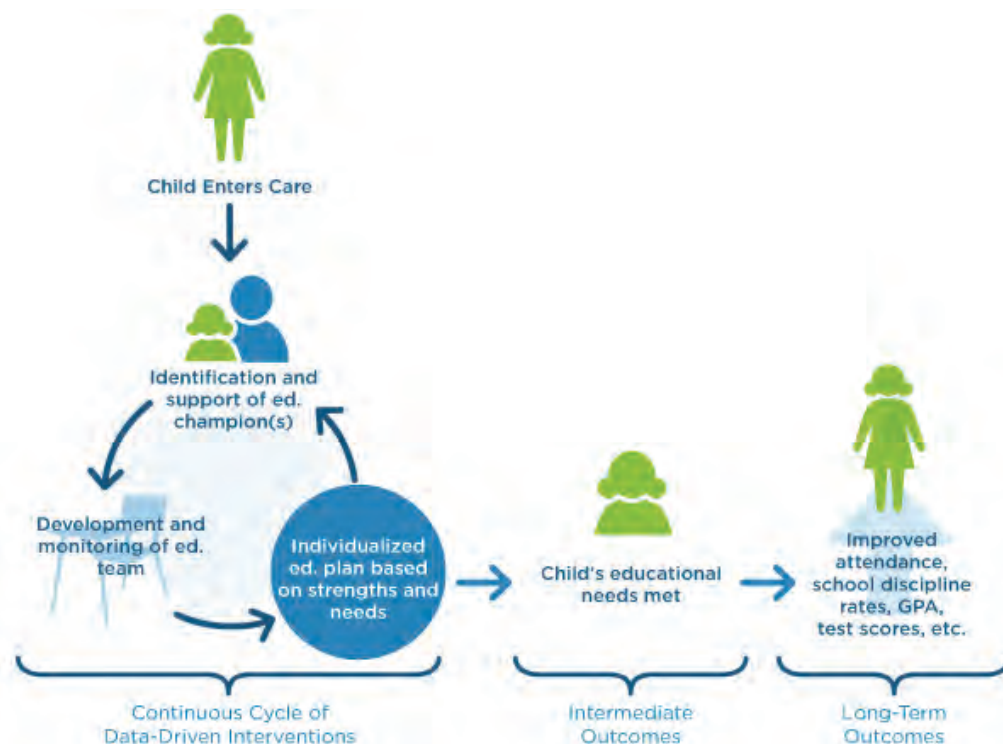 Child Enters Care
Identification and
support of ed.
champion(s)
Development and
monitoring of ed.
team
Individualized
ed. plan based
on strengths and
needs
Child's educational
needs met
Improved
attendance,
school discipline
rates, GPA,
test scores, etc.
Continuous Cycle of
Data-Driven Interventions
Intermediate
Outcomes
Long-Term
Outcomes